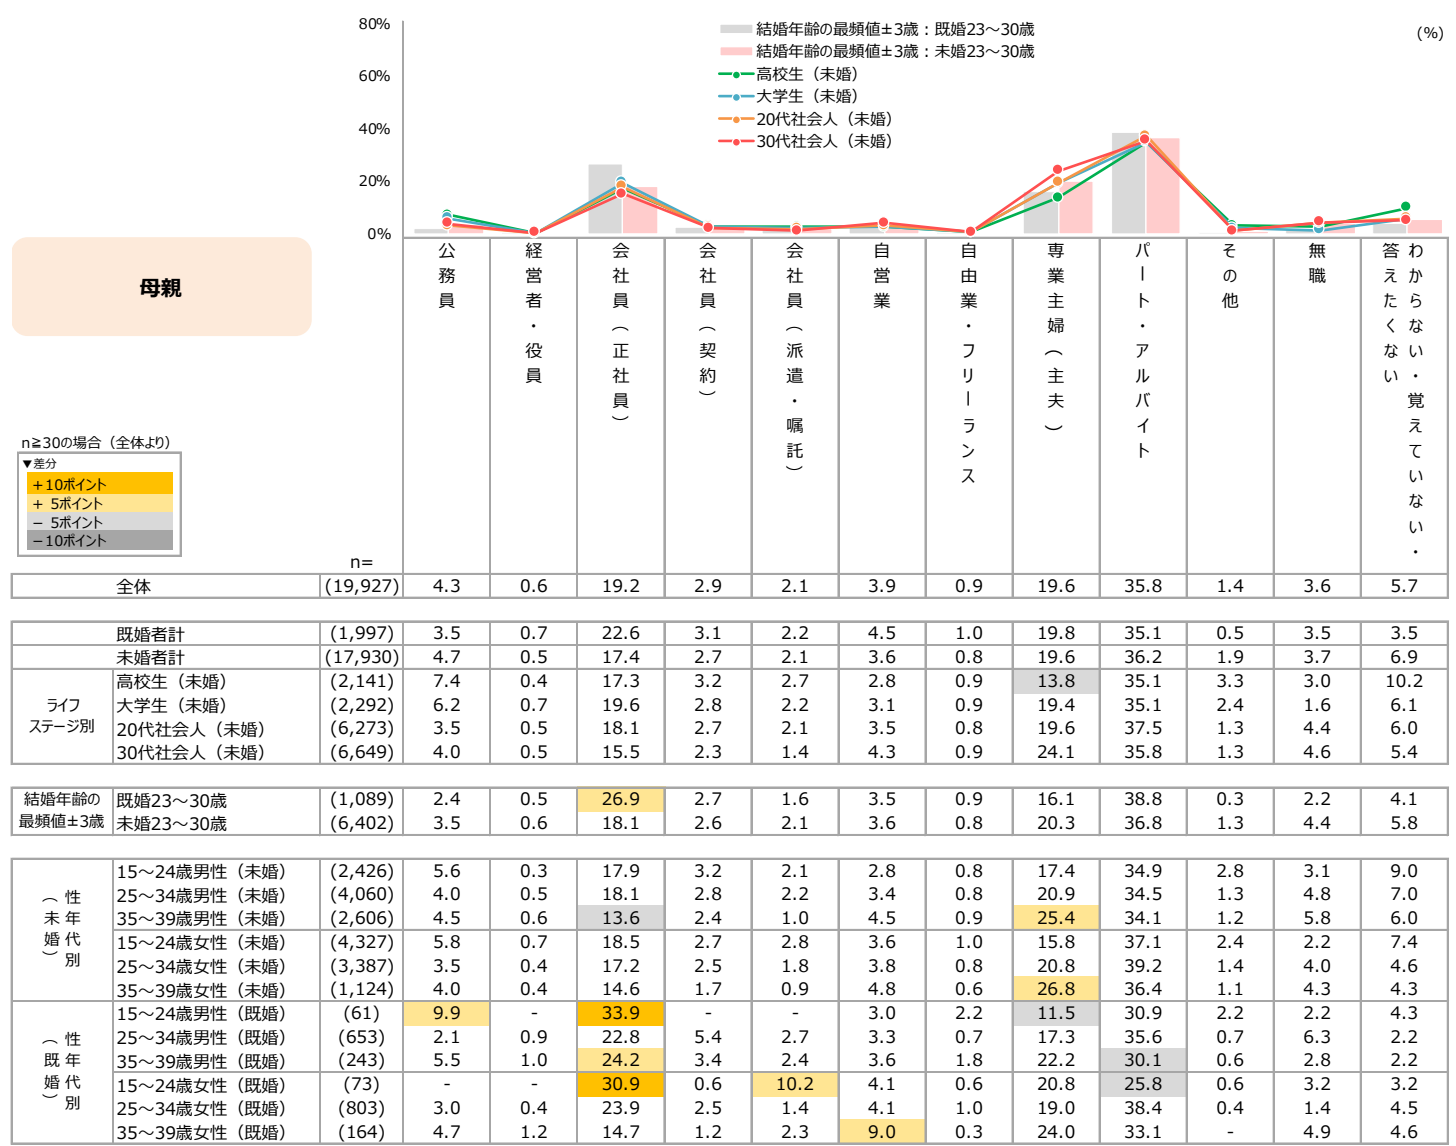 80%
60%
40%
20%
0%
(%)
結婚年齢の最頻値±3歳：既婚23～30歳
結婚年齢の最頻値±3歳：未婚23～30歳
高校生（未婚）
大学生（未婚）
20代社会人（未婚）
30代社会人（未婚）
母親
公務員
経営者・役員
会社員（正社員）
会社員（契約）
会社員（派遣・嘱託）
自営業
自由業・フリーランス
専業主婦（主夫）
パート・アルバイト
その他
無職
わからない・覚えていない・
答えたくない
n≧30の場合（全体より）
▼差分
＋10ポイント
＋ 5ポイント
－ 5ポイント
－10ポイント
n=
全体 (19,927) 4.3 0.6 19.2 2.9 2.1 3.9 0.9 19.6 35.8 1.4 3.6 5.7
既婚者計 (1,997) 3.5 0.7 22.6 3.1 2.2 4.5 1.0 19.8 35.1 0.5 3.5 3.5
未婚者計 (17,930) 4.7 0.5 17.4 2.7 2.1 3.6 0.8 19.6 36.2 1.9 3.7 6.9
ライフ
ステージ別
高校生（未婚） (2,141) 7.4 0.4 17.3 3.2 2.7 2.8 0.9 13.8 35.1 3.3 3.0 10.2
大学生（未婚） (2,292) 6.2 0.7 19.6 2.8 2.2 3.1 0.9 19.4 35.1 2.4 1.6 6.1
20代社会人（未婚） (6,273) 3.5 0.5 18.1 2.7 2.1 3.5 0.8 19.6 37.5 1.3 4.4 6.0
30代社会人（未婚） (6,649) 4.0 0.5 15.5 2.3 1.4 4.3 0.9 24.1 35.8 1.3 4.6 5.4
結婚年齢の
最頻値±3歳
既婚23～30歳 (1,089) 2.4 0.5 26.9 2.7 1.6 3.5 0.9 16.1 38.8 0.3 2.2 4.1
未婚23～30歳 (6,402) 3.5 0.6 18.1 2.6 2.1 3.6 0.8 20.3 36.8 1.3 4.4 5.8
性年代別
（未婚）
15～24歳男性（未婚） (2,426) 5.6 0.3 17.9 3.2 2.1 2.8 0.8 17.4 34.9 2.8 3.1 9.0
25～34歳男性（未婚） (4,060) 4.0 0.5 18.1 2.8 2.2 3.4 0.8 20.9 34.5 1.3 4.8 7.0
35～39歳男性（未婚） (2,606) 4.5 0.6 13.6 2.4 1.0 4.5 0.9 25.4 34.1 1.2 5.8 6.0
15～24歳女性（未婚） (4,327) 5.8 0.7 18.5 2.7 2.8 3.6 1.0 15.8 37.1 2.4 2.2 7.4
25～34歳女性（未婚） (3,387) 3.5 0.4 17.2 2.5 1.8 3.8 0.8 20.8 39.2 1.4 4.0 4.6
35～39歳女性（未婚） (1,124) 4.0 0.4 14.6 1.7 0.9 4.8 0.6 26.8 36.4 1.1 4.3 4.3
性年代別
（既婚）
15～24歳男性（既婚） (61) 9.9 - 33.9 - - 3.0 2.2 11.5 30.9 2.2 2.2 4.3
25～34歳男性（既婚） (653) 2.1 0.9 22.8 5.4 2.7 3.3 0.7 17.3 35.6 0.7 6.3 2.2
35～39歳男性（既婚） (243) 5.5 1.0 24.2 3.4 2.4 3.6 1.8 22.2 30.1 0.6 2.8 2.2
15～24歳女性（既婚） (73) - - 30.9 0.6 10.2 4.1 0.6 20.8 25.8 0.6 3.2 3.2
25～34歳女性（既婚） (803) 3.0 0.4 23.9 2.5 1.4 4.1 1.0 19.0 38.4 0.4 1.4 4.5
35～39歳女性（既婚） (164) 4.7 1.2 14.7 1.2 2.3 9.0 0.3 24.0 33.1 - 4.9 4.6